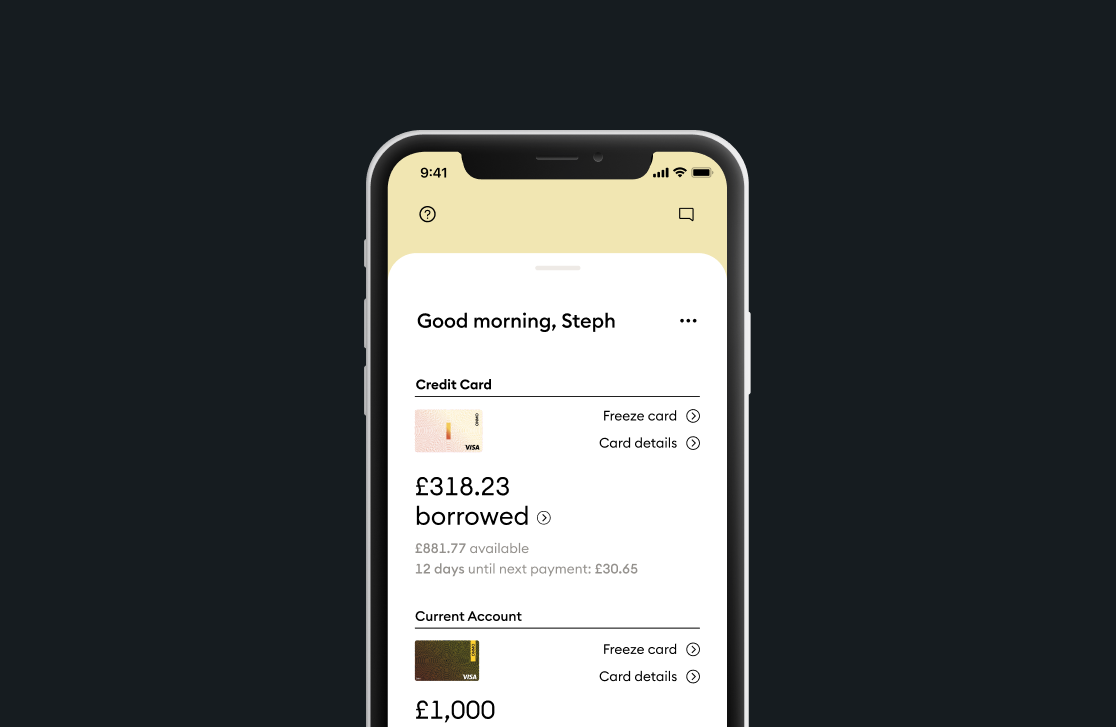 9:41
Good morning, Steph
Credit Card
Freeze card
VISA
Card details
£318.23
borrowed
£881.77 available
12 days until next payment: £30.65
Current Account
Freeze card
VISA
Card details
£1,000